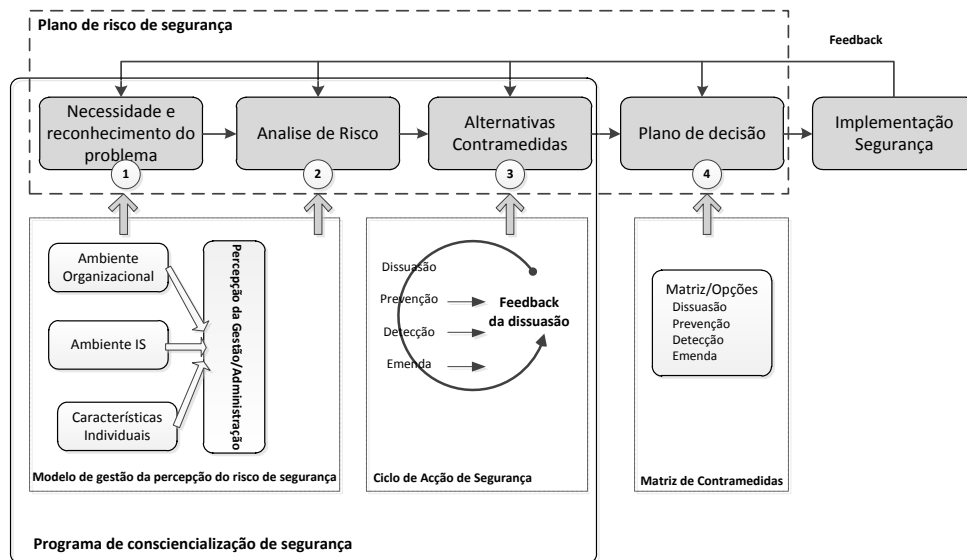 Plano de risco de segurança
Feedback
Necessidade e
reconhecimento do
problema
Analise de Risco
Alternativas
Contramedidas
Plano de decisão
Implementação
Segurança
1
2
3
4
Ambiente
Organizacional
Ambiente IS
Características
Individuais
Percepção da
Gestão/Administração
Modelo de gestão da percepção do risco de segurança
Dissuasão
Prevenção
Detecção
Emenda
Feedback
da dissuasão
Ciclo de Acção de Segurança
Matriz/Opções
Dissuasão
Prevenção
Detecção
Emenda
Matriz de Contramedidas
Programa de consciencialização de segurança